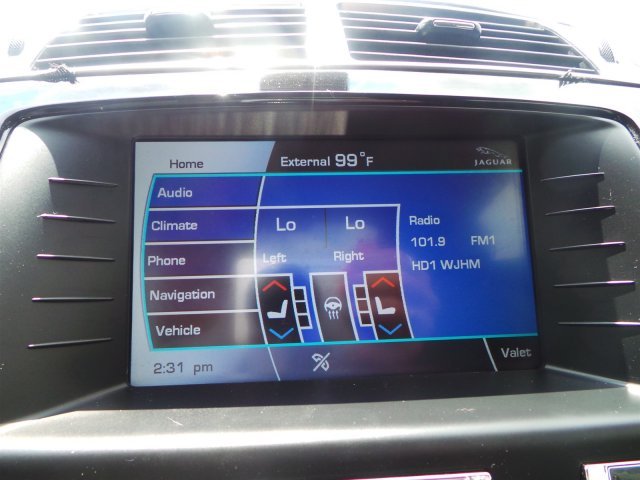 Home
External 99°F
JAGUAR
Audio
Climate
Phone
Navigation
Vehicle
Lo Lo
Left Right
Radio
101.9 FM1
HD1 WJHM
2:31 pm
Valet